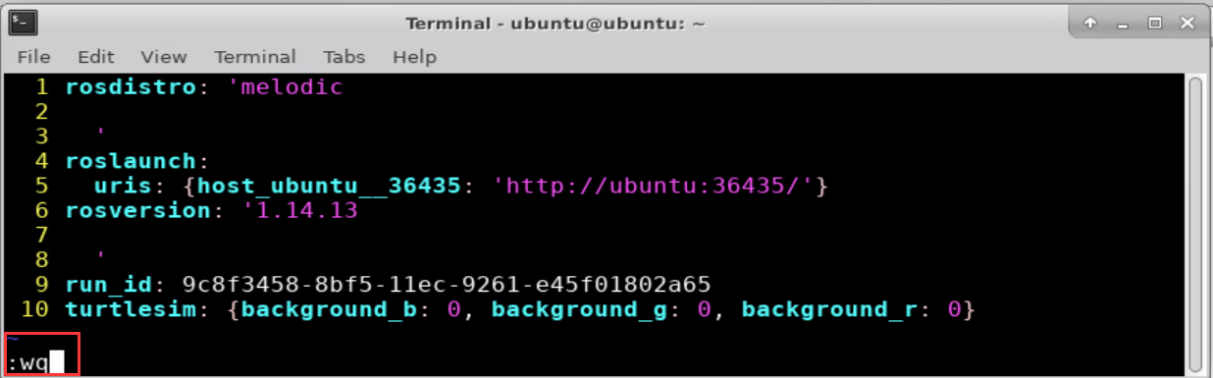 Terminal - ubuntu@ubuntu: ~
File Edit View Terminal Tabs Help
1 rosdistro: 'melodic
2
3   '
4 roslaunch:
5   uris: {host_ubuntu__36435: 'http://ubuntu:36435/'}
6 rosversion: '1.14.13
7
8   '
9 run_id: 9c8f3458-8bf5-11ec-9261-e45f01802a65
10 turtlesim: {background_b: 0, background_g: 0, background_r: 0}
~
:wq